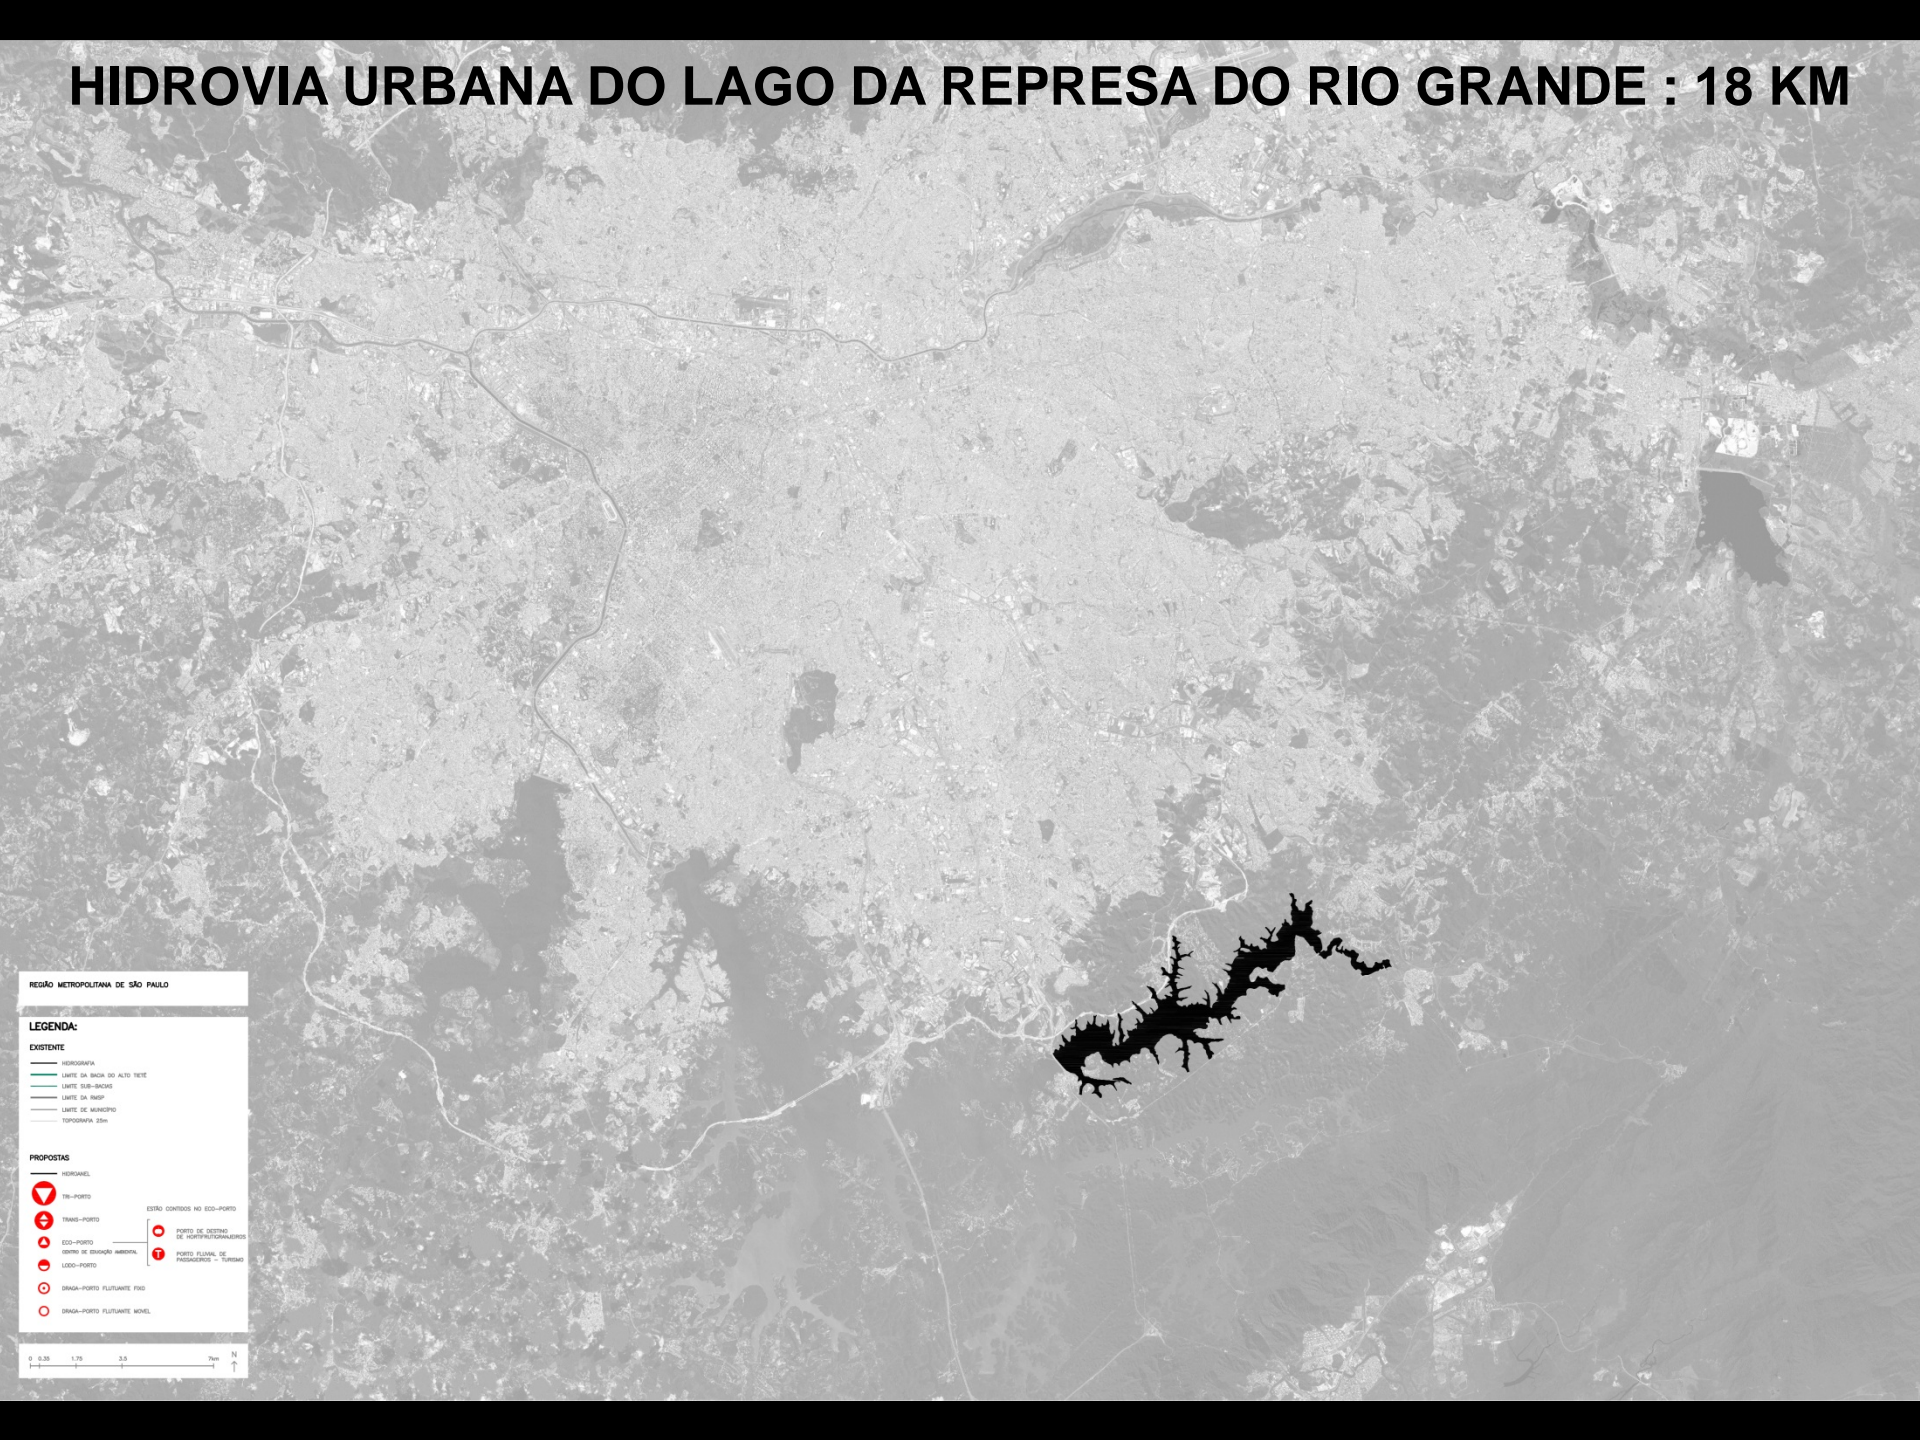 HIDROVIA URBANA DO LAGO DA REPRESA DO RIO GRANDE : 18 KM
REGIÃO METROPOLITANA DE SÃO PAULO
LEGENDA:
EXISTENTE
HIDROGRAFIA
LIMITE DA BACIA DO ALTO TIETÊ
LIMITE SUB-BACIAS
LIMITE DA RMSP
LIMITE DE MUNICÍPIO
TOPOGRAFIA 25m
PROPOSTAS
HIDROANEL
TRI-PORTO
TRANS-PORTO
ECO-PORTO
CENTRO DE EDUCAÇÃO AMBIENTAL
LODO-PORTO
DRAGA-PORTO FLUTUANTE FIXO
DRAGA-PORTO FLUTUANTE MOVEL
ESTÃO CONTIDOS NO ECO-PORTO
PORTO DE DESTINO
DE HORTIFRUTIGRANJEIROS
T PORTO FLUVIAL DE
PASSAGEIROS - TURISMO
0 0.35 1.75 3.5 7km N